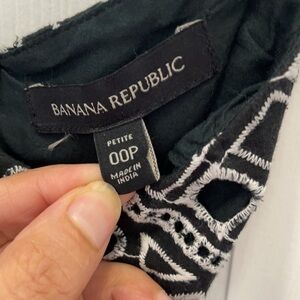 BANANA REPUBLIC
PETITE
00P
MADE IN
INDIA